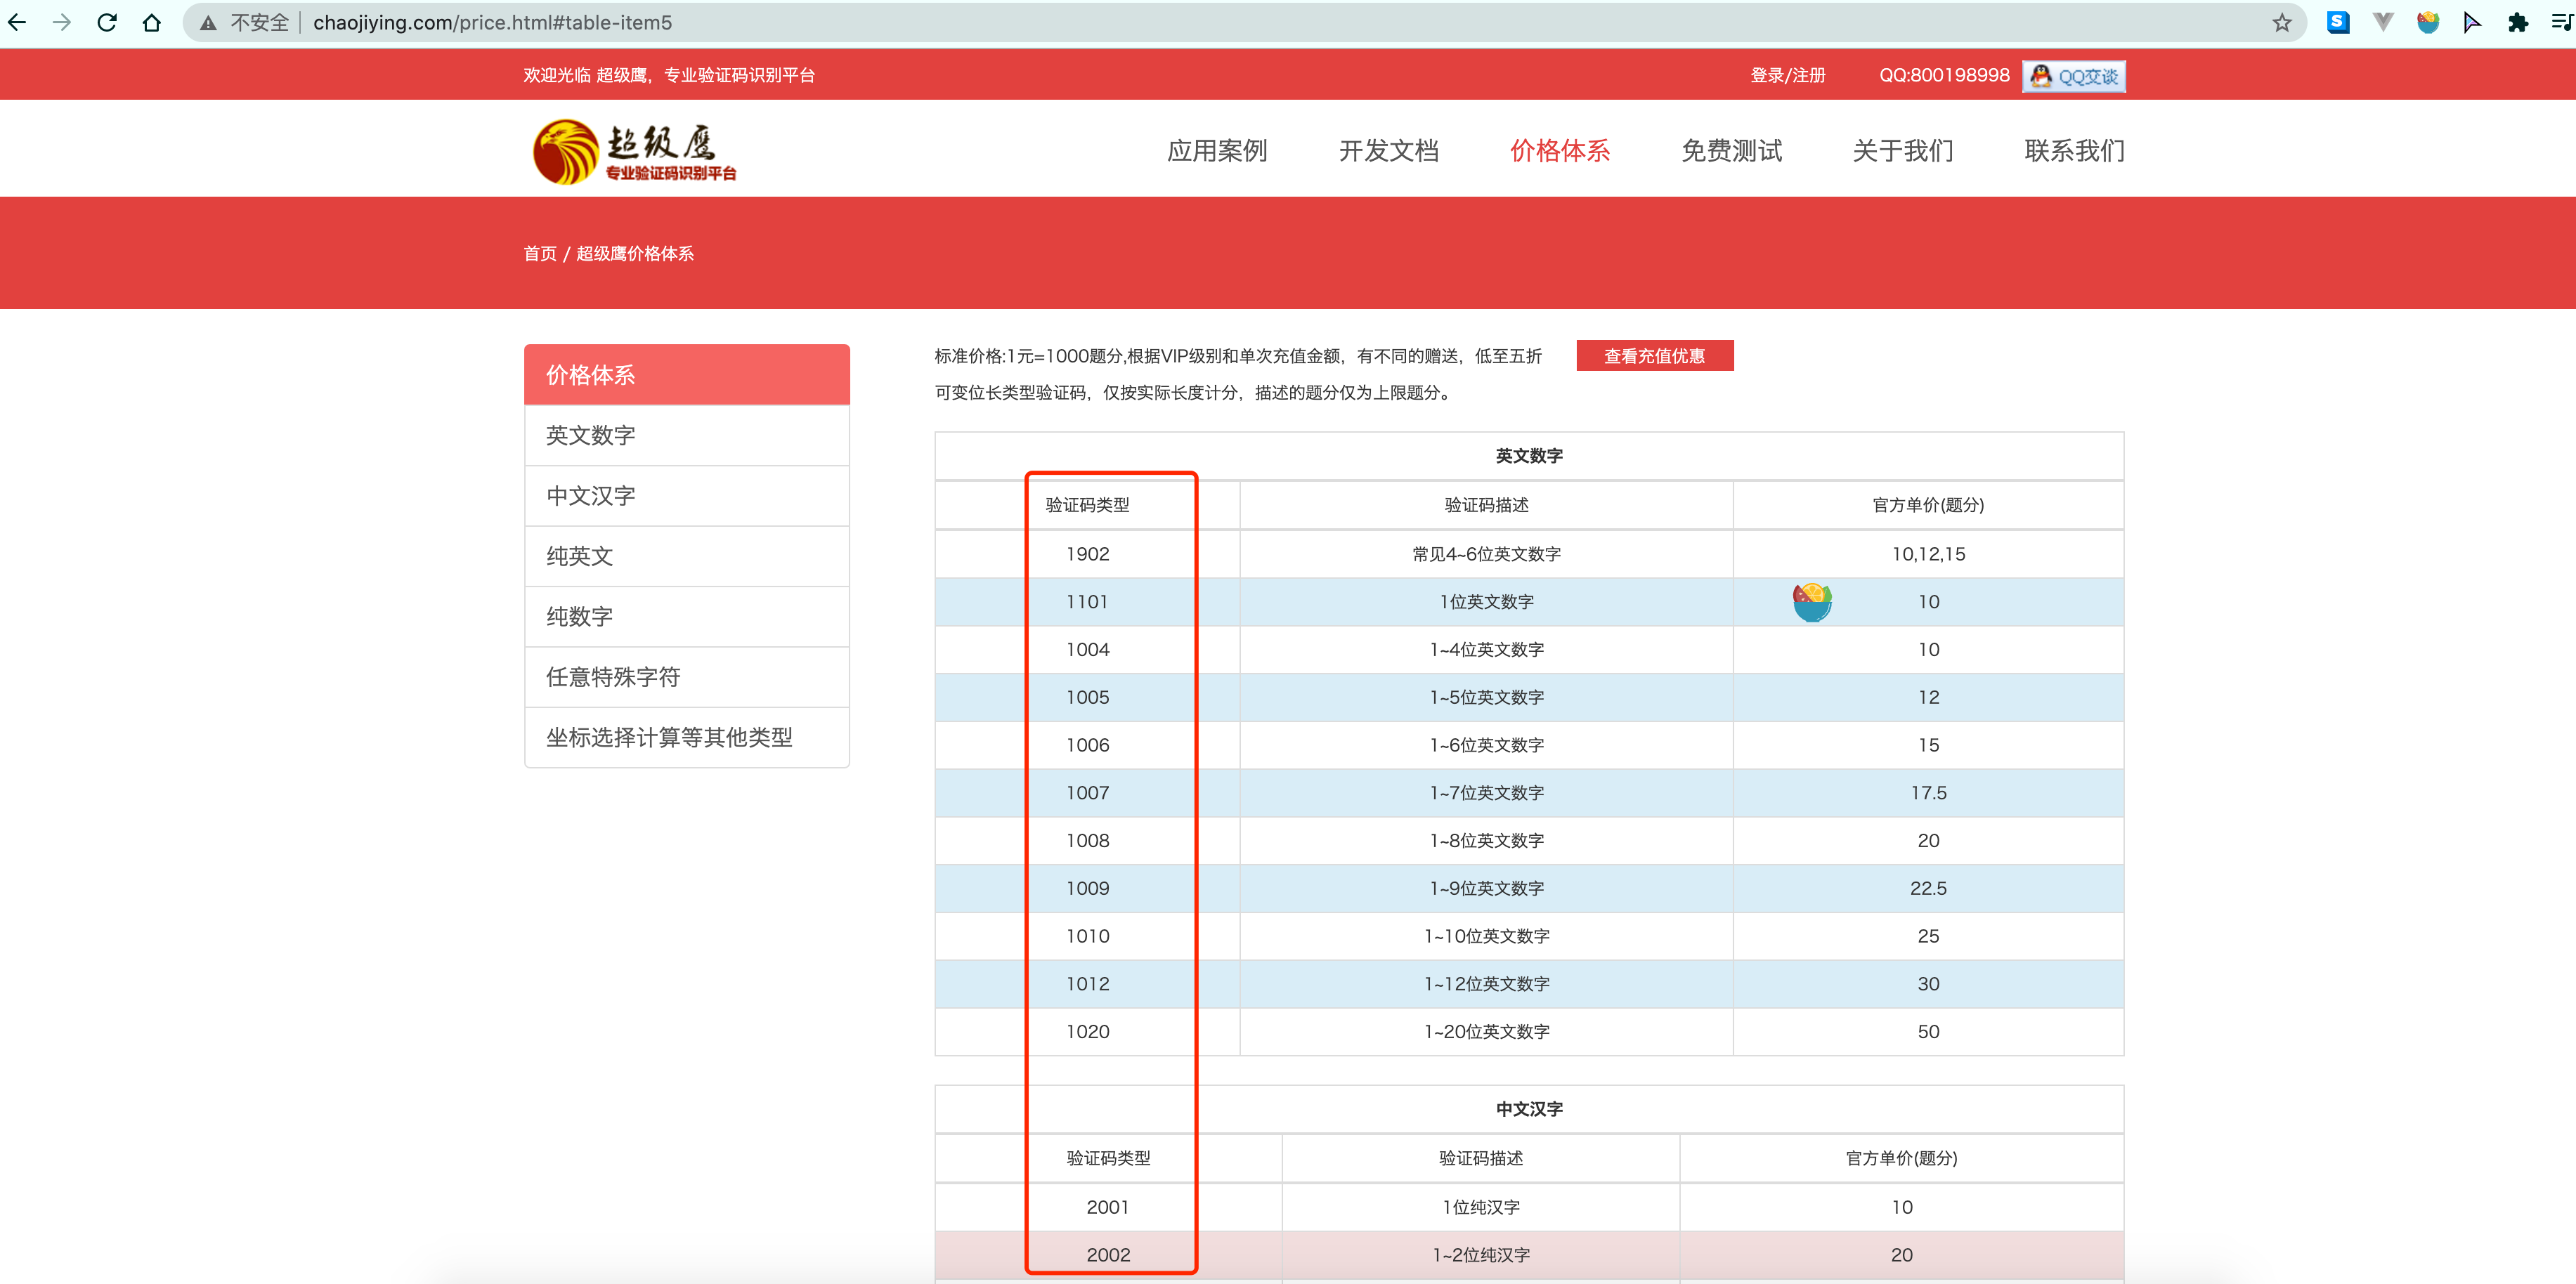 不安全 chaojiying.com/price.html#table-item5
欢迎光临 超级鹰，专业验证码识别平台 登录/注册 QQ:800198998 QQ交谈
超级鹰
专业验证码识别平台
应用案例 开发文档 价格体系 免费测试 关于我们 联系我们
首页 / 超级鹰价格体系
价格体系
英文数字
中文汉字
纯英文
纯数字
任意特殊字符
坐标选择计算等其他类型
标准价格:1元=1000题分,根据VIP级别和单次充值金额，有不同的赠送，低至五折 查看充值优惠
可变位长类型验证码，仅按实际长度计分，描述的题分仅为上限题分。
英文数字
验证码类型 验证码描述 官方单价(题分)
1902 常见4~6位英文数字 10,12,15
1101 1位英文数字 10
1004 1~4位英文数字 10
1005 1~5位英文数字 12
1006 1~6位英文数字 15
1007 1~7位英文数字 17.5
1008 1~8位英文数字 20
1009 1~9位英文数字 22.5
1010 1~10位英文数字 25
1012 1~12位英文数字 30
1020 1~20位英文数字 50
中文汉字
验证码类型 验证码描述 官方单价(题分)
2001 1位纯汉字 10
2002 1~2位纯汉字 20